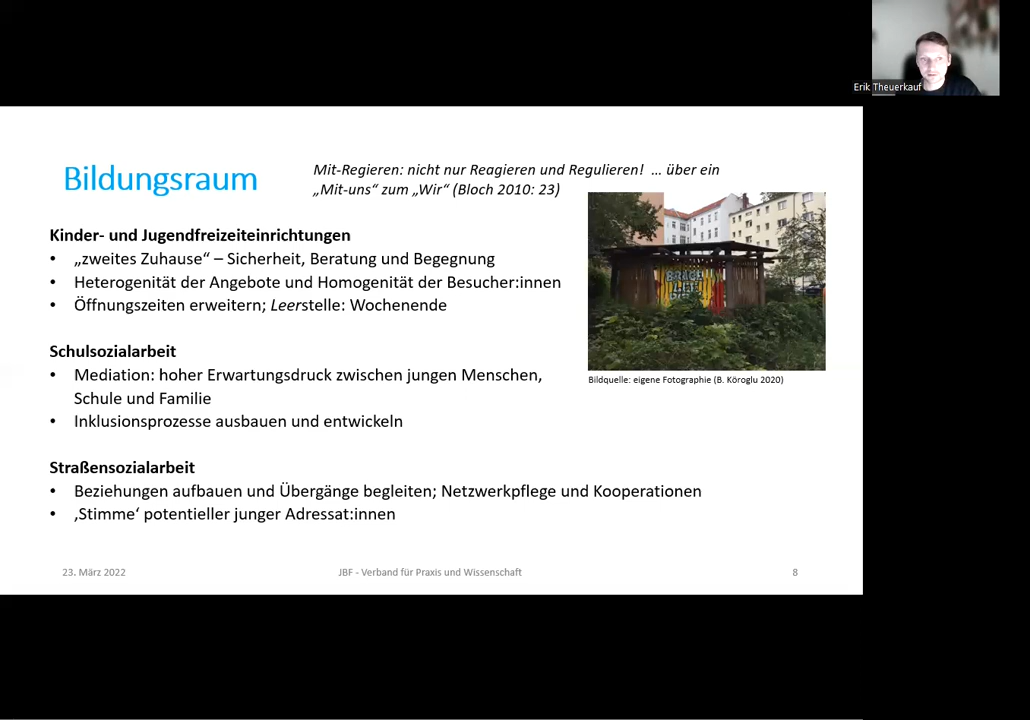 Erik Theuerkauf
Bildungsraum
Mit-Regieren: nicht nur Reagieren und Regulieren!  … über ein
„Mit-uns“ zum „Wir“ (Bloch 2010: 23)
Kinder- und Jugendfreizeiteinrichtungen
• „zweites Zuhause“ – Sicherheit, Beratung und Begegnung
• Heterogenität der Angebote und Homogenität der Besucher:innen
• Öffnungszeiten erweitern; Leerstelle: Wochenende
Bildquelle: eigene Fotographie (B. Köroglu 2020)
Schulsozialarbeit
• Mediation: hoher Erwartungsdruck zwischen jungen Menschen,
Schule und Familie
• Inklusionsprozesse ausbauen und entwickeln
Straßensozialarbeit
• Beziehungen aufbauen und Übergänge begleiten; Netzwerkpflege und Kooperationen
• ‚Stimme‘ potentieller junger Adressat:innen
23. März 2022
JBF - Verband für Praxis und Wissenschaft
8